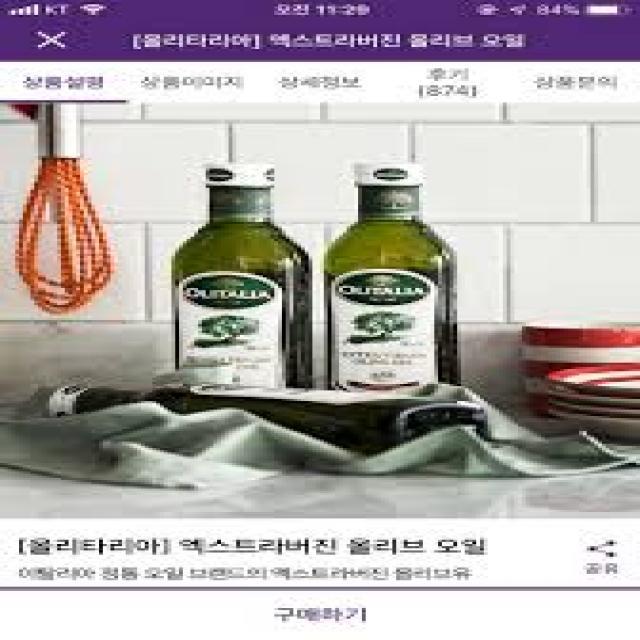 KT 오전 11:29 84%
[올리타리아] 엑스트라버진 올리브 오일
상품설명 상품이미지 상세정보 후기 (874) 상품문의
OLITALIA
OLITALIA
[올리타리아] 엑스트라버진 올리브 오일
공유
이탈리아 정통 오일 브랜드의 엑스트라버진 올리브유
구매하기